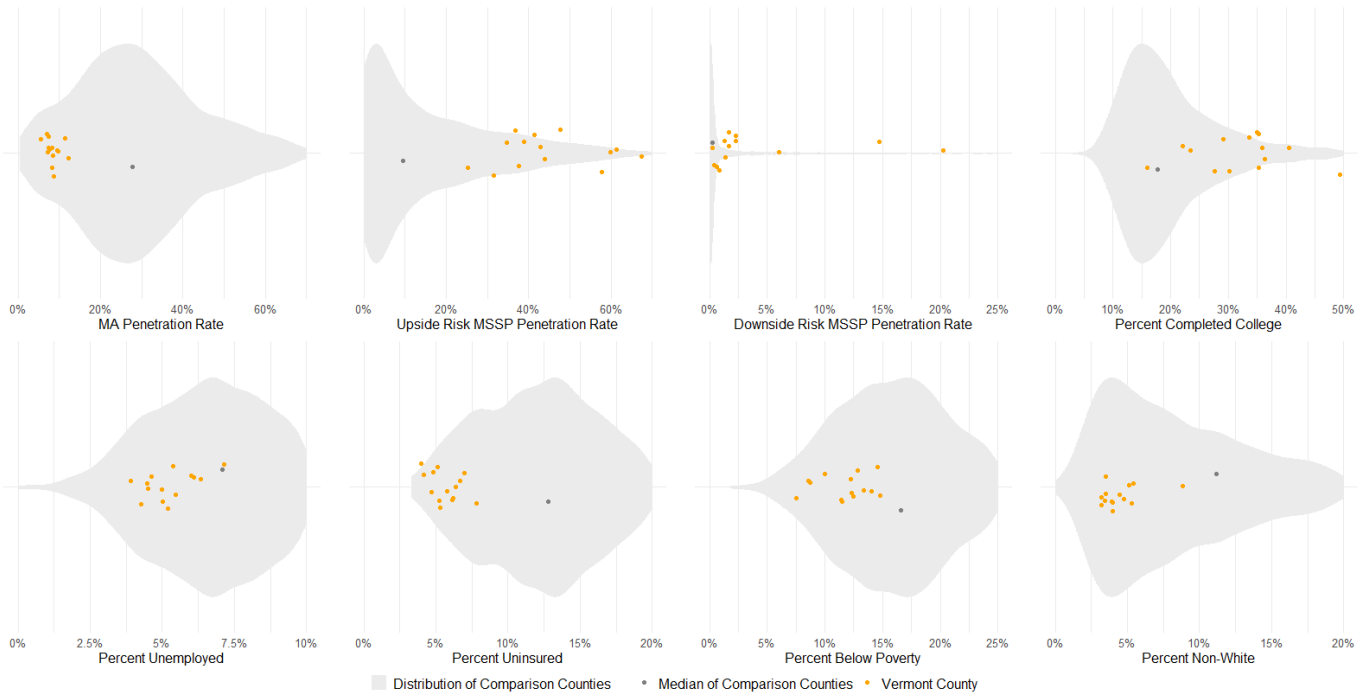 0% 20% 40% 60% 0% 20% 40% 60% 0% 5% 10% 15% 20% 25% 0% 10% 20% 30% 40% 50%
MA Penetration Rate Upside Risk MSSP Penetration Rate Downside Risk MSSP Penetration Rate Percent Completed College
0% 2.5% 5% 7.5% 10% 0% 5% 10% 15% 20% 0% 5% 10% 15% 20% 25% 0% 5% 10% 15% 20%
Percent Unemployed Percent Uninsured Percent Below Poverty Percent Non-White
Distribution of Comparison Counties Median of Comparison Counties Vermont County